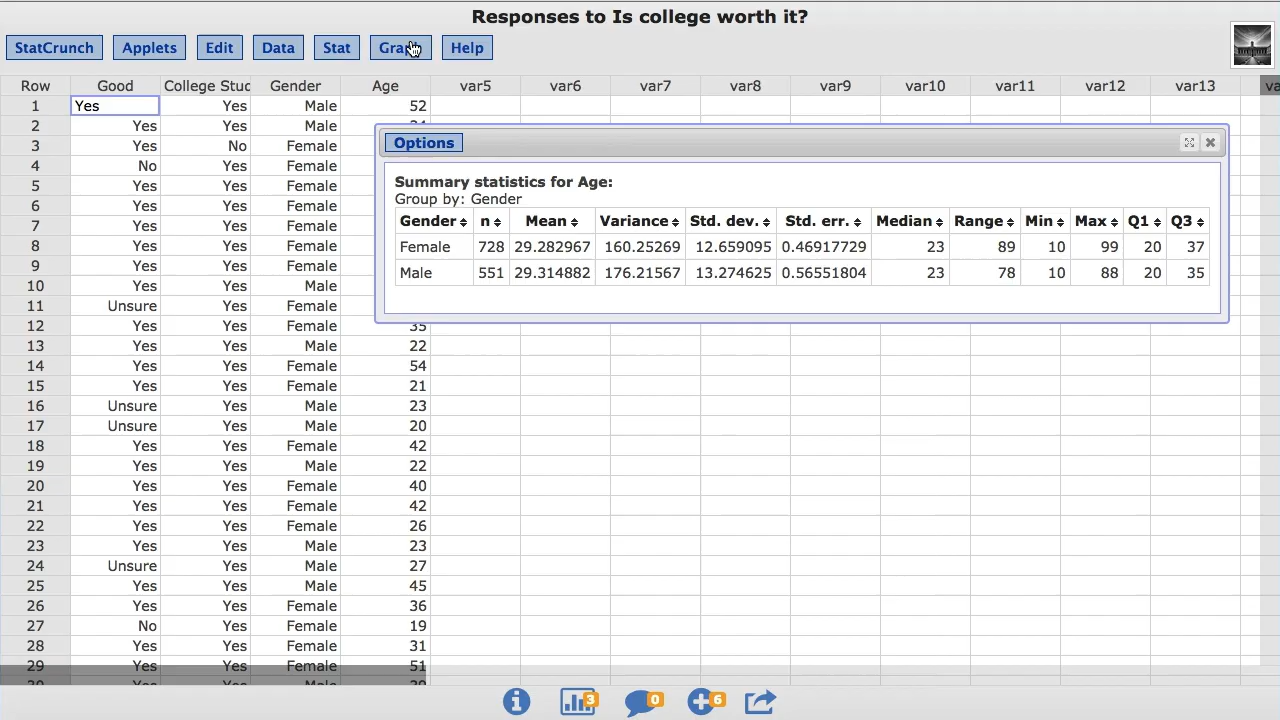 Responses to Is college worth it?
StatCrunch Applets Edit Data Stat Graph Help
Row Good College Stud Gender Age var5 var6 var7 var8 var9 var10 var11 var12 var13 va
1 Yes Yes Male 52
2 Yes Yes Male
3 Yes No Female
4 No Yes Female
5 Yes Yes Female
6 Yes Yes Female
7 Yes Yes Female
8 Yes Yes Female
9 Yes Yes Female
10 Yes Yes Male
11 Unsure Yes Female
12 Yes Yes Female 35
13 Yes Yes Male 22
14 Yes Yes Female 54
15 Yes Yes Female 21
16 Unsure Yes Male 23
17 Unsure Yes Male 20
18 Yes Yes Female 42
19 Yes Yes Male 22
20 Yes Yes Female 40
21 Yes Yes Female 42
22 Yes Yes Female 26
23 Yes Yes Male 23
24 Unsure Yes Male 27
25 Yes Yes Male 45
26 Yes Yes Female 36
27 No Yes Female 19
28 Yes Yes Female 31
29 Yes Yes Female 51
Options
Summary statistics for Age:
Group by: Gender
Gender n Mean Variance Std. dev. Std. err. Median Range Min Max Q1 Q3
Female 728 29.282967 160.25269 12.659095 0.46917729 23 89 10 99 20 37
Male 551 29.314882 176.21567 13.274625 0.56551804 23 78 10 88 20 35
3 0 6